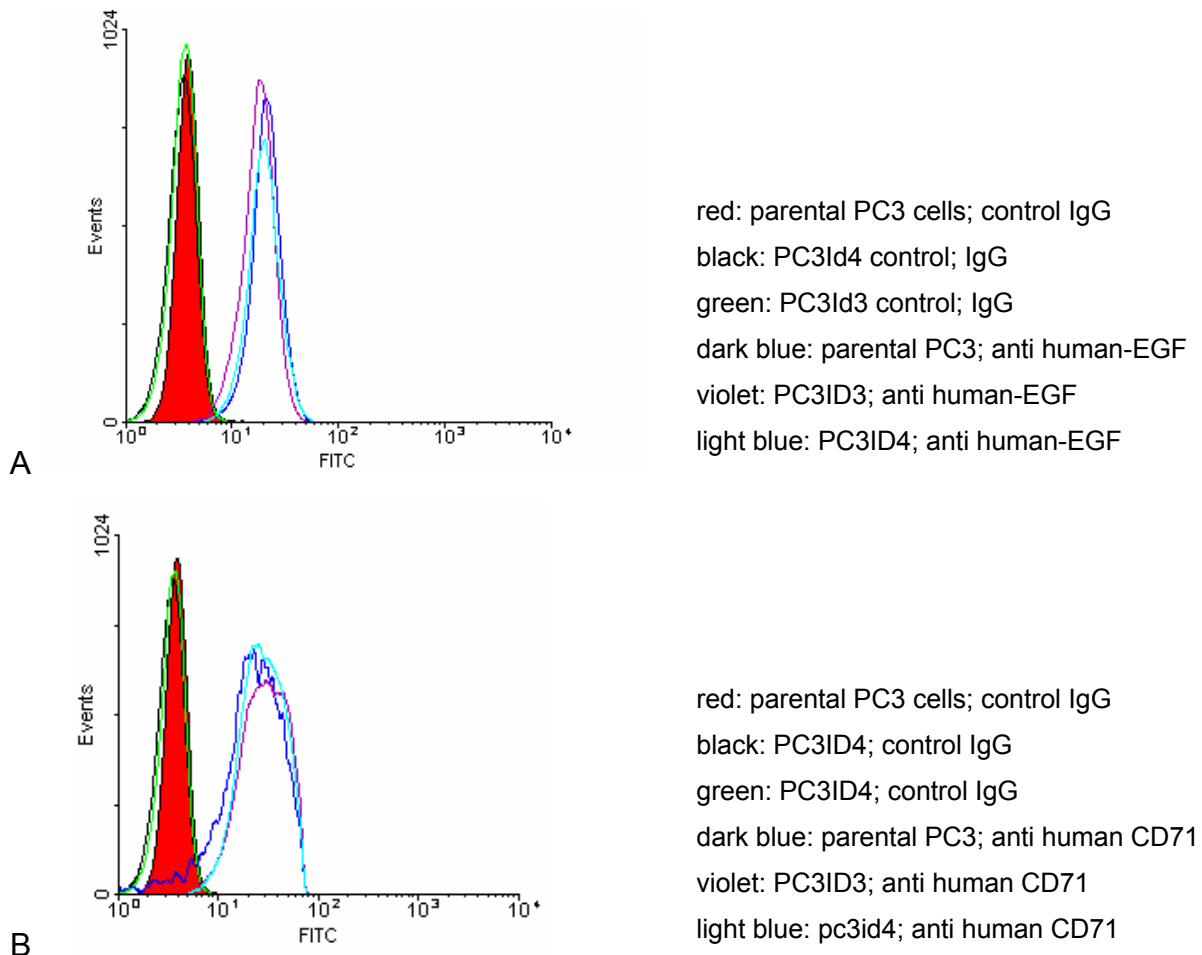 1024
Events
0
10⁰ 10¹ 10² 10³ 10⁴
FITC
A
red: parental PC3 cells; control IgG
black: PC3Id4 control; IgG
green: PC3Id3 control; IgG
dark blue: parental PC3; anti human-EGF
violet: PC3ID3; anti human-EGF
light blue: PC3ID4; anti human-EGF
1024
Events
0
10⁰ 10¹ 10² 10³ 10⁴
FITC
B
red: parental PC3 cells; control IgG
black: PC3ID4; control IgG
green: PC3ID4; control IgG
dark blue: parental PC3; anti human CD71
violet: PC3ID3; anti human CD71
light blue: pc3id4; anti human CD71